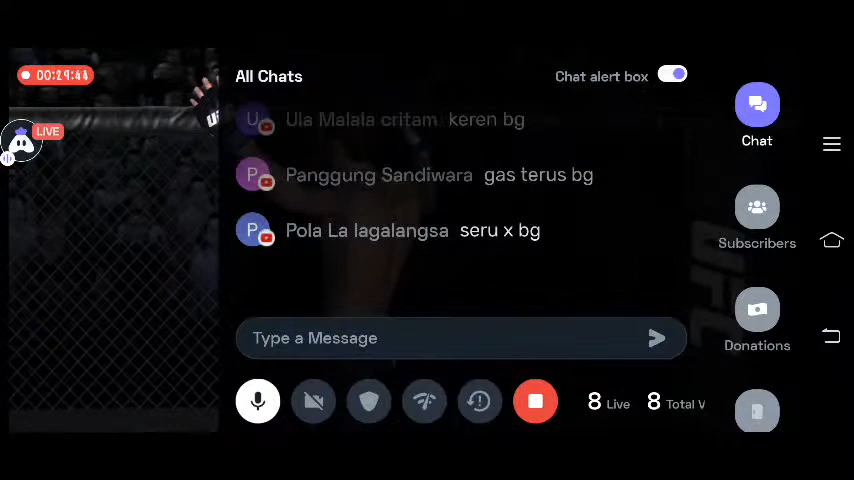 00:29:44
All Chats
Chat alert box
LIVE
Ula Malala critam keren bg
Chat
P Panggung Sandiwara gas terus bg
P Pola La lagalangsa seru x bg
Subscribers
UFC
Type a Message
Donations
8 Live 8 Total V